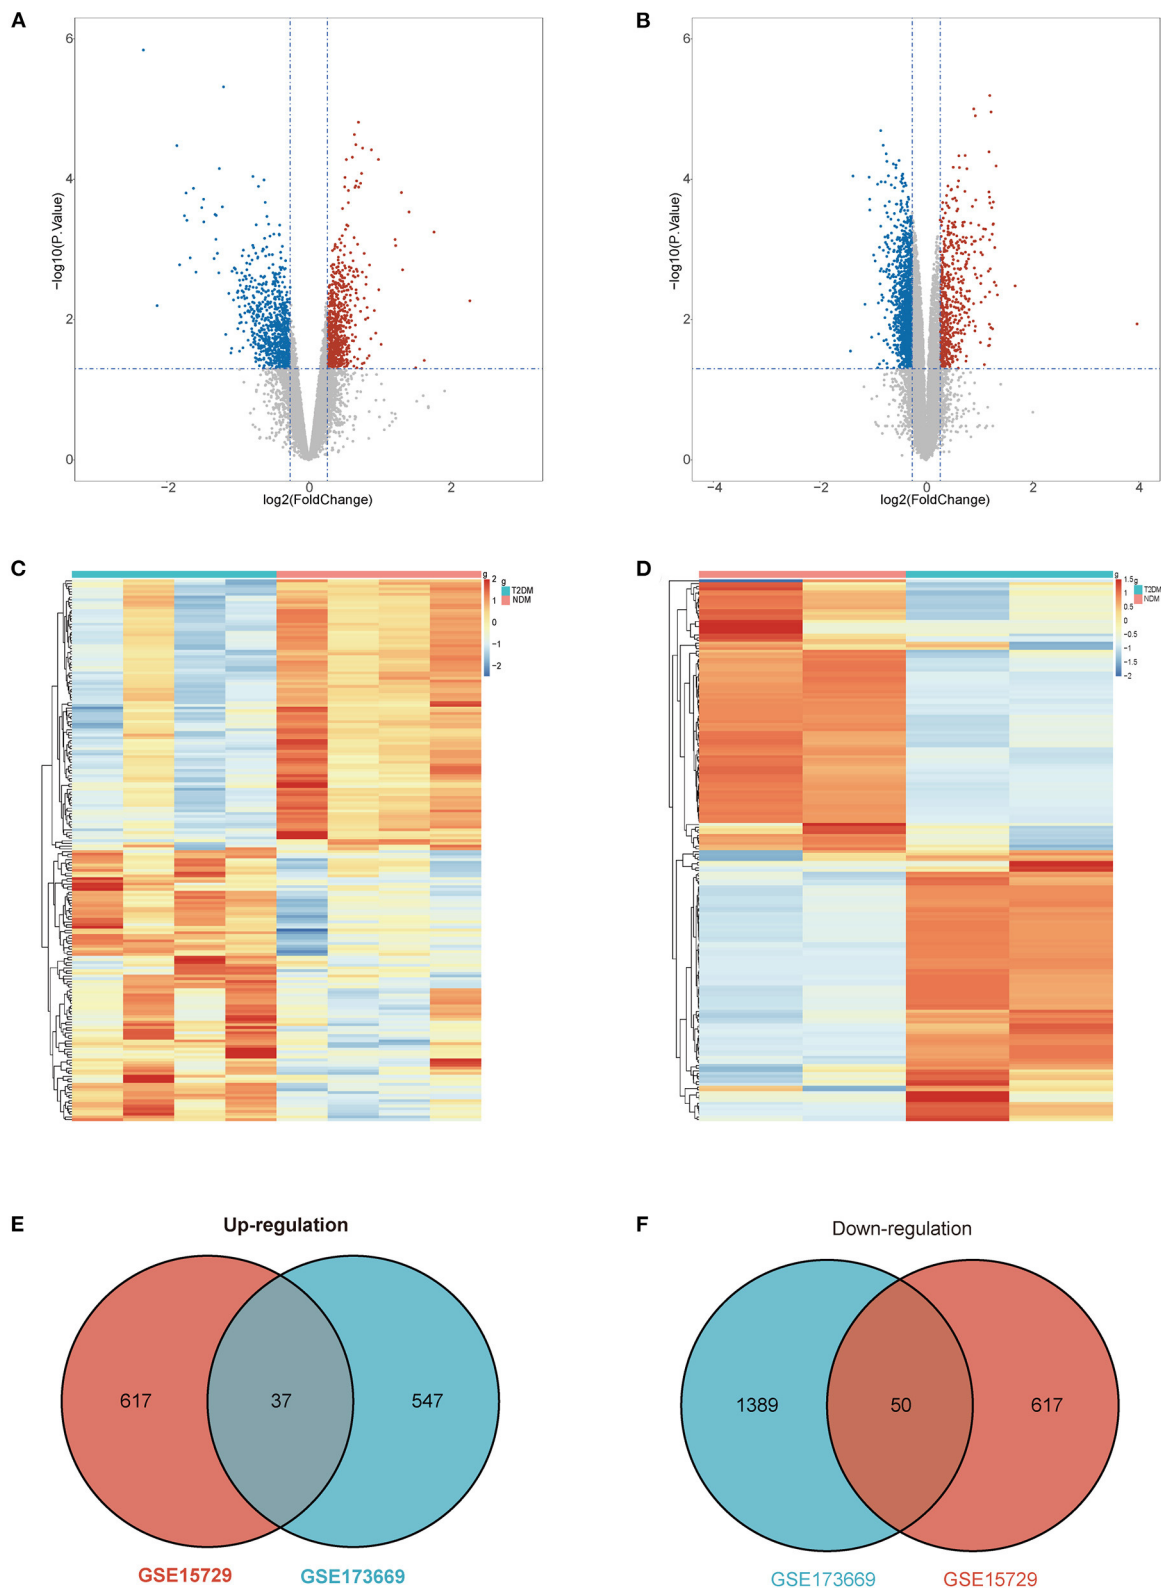 A
6
4
2
0
−log10(P.Value)
−2
0
2
log2(FoldChange)
B
6
4
2
0
−log10(P.Value)
−4
−2
0
2
4
log2(FoldChange)
C
g
2
1
0
−1
−2
g
T2DM
NDM
D
g
1.5
1
0.5
0
−0.5
−1
−1.5
−2
g
T2DM
NDM
E
Up-regulation
617
37
547
GSE15729
GSE173669
F
Down-regulation
1389
50
617
GSE173669
GSE15729